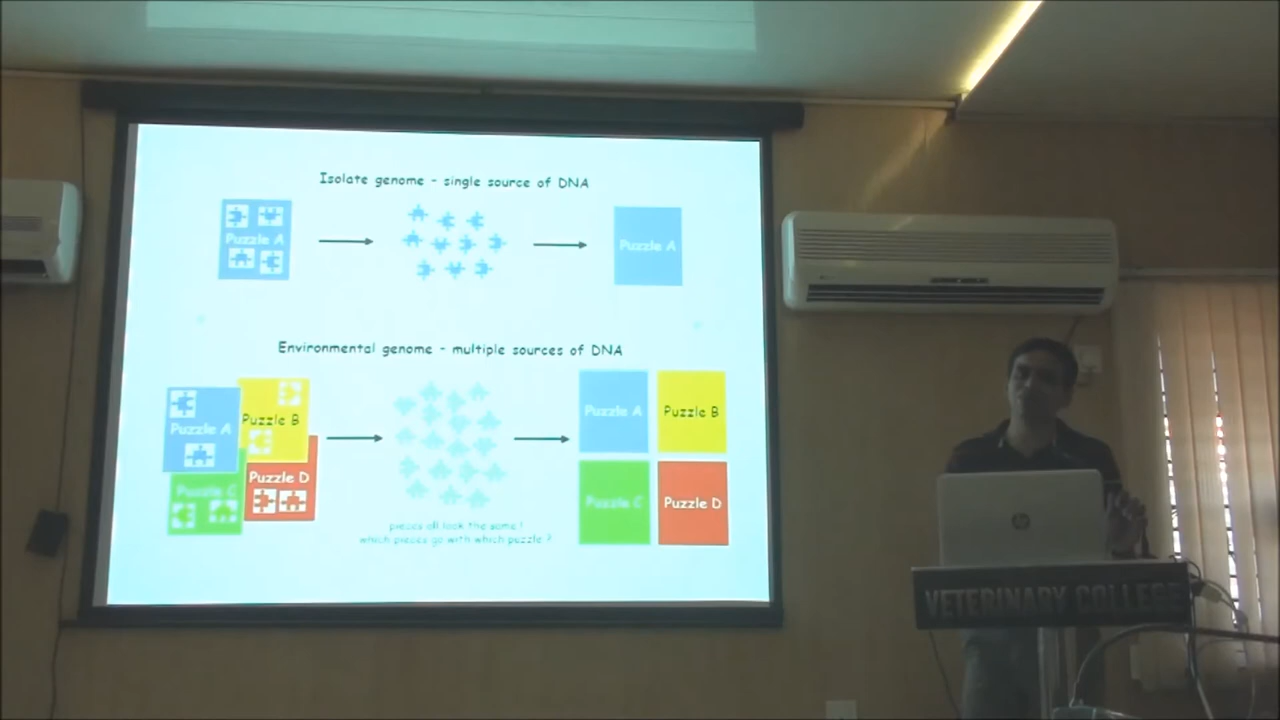 Isolate genome - single source of DNA
Puzzle A
Puzzle A
Environmental genome - multiple sources of DNA
Puzzle A
Puzzle B
Puzzle C
Puzzle D
pieces all look the same!
which pieces go with which puzzle?
Puzzle A
Puzzle B
Puzzle C
Puzzle D
hp
VETERINARY COLLEGE